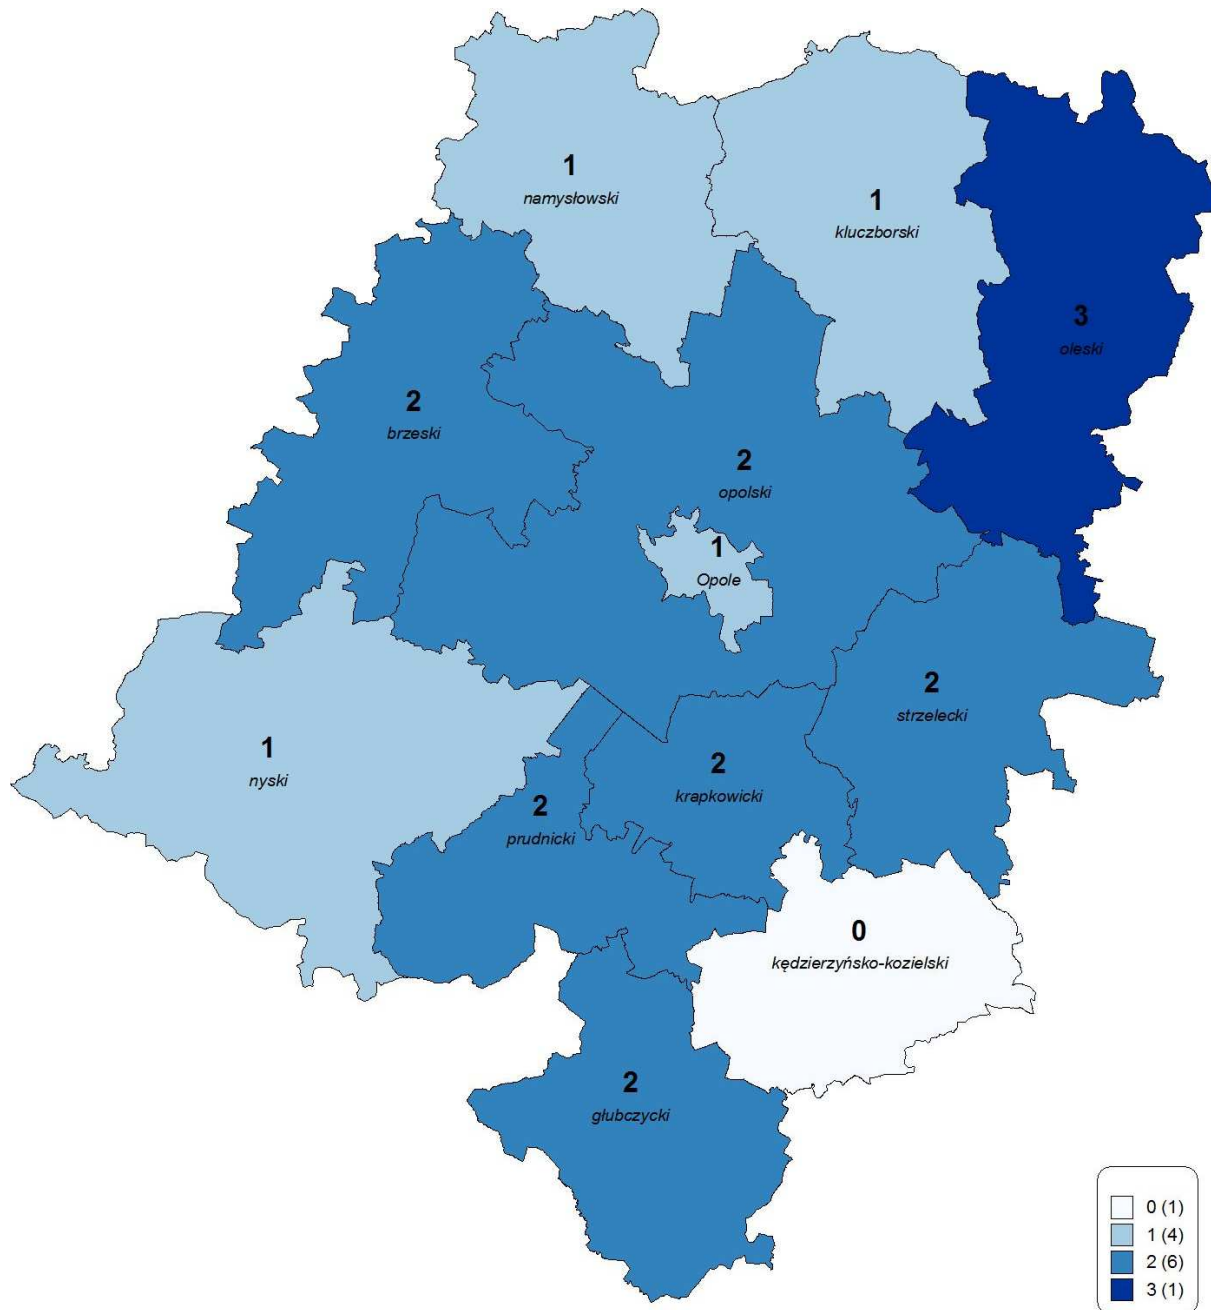 1
namysłowski
1
kluczborski
3
oleski
2
brzeski
2
opolski
1
Opole
2
strzelecki
1
nyski
2
krapkowicki
2
prudnicki
0
kędzierzyńsko-kozielski
2
głubczycki
0 (1)
1 (4)
2 (6)
3 (1)